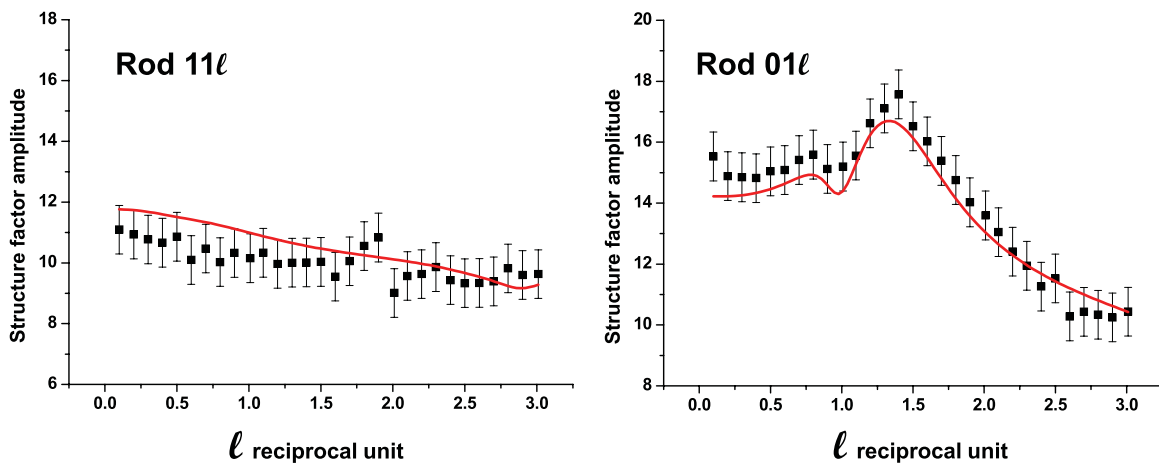 Rod 11ℓ
Structure factor amplitude
18
16
14
12
10
8
6
0.0 0.5 1.0 1.5 2.0 2.5 3.0
ℓ reciprocal unit
Rod 01ℓ
Structure factor amplitude
20
18
16
14
12
10
8
0.0 0.5 1.0 1.5 2.0 2.5 3.0
ℓ reciprocal unit